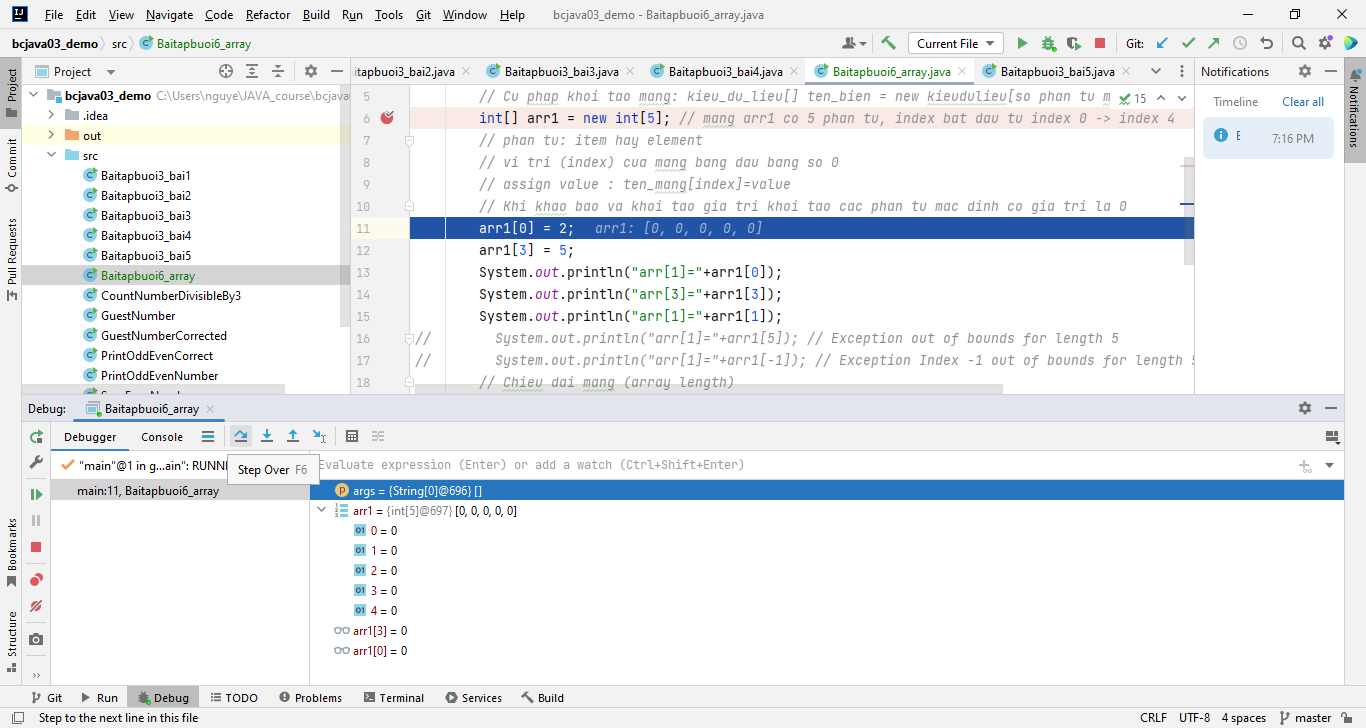 File Edit View Navigate Code Refactor Build Run Tools Git Window Help bcjava03_demo - Baitapbuoi6_array.java
bcjava03_demo src Baitapbuoi6_array Current File Git:
Project itapbuoi3_bai2.java Baitapbuoi3_bai3.java Baitapbuoi3_bai4.java Baitapbuoi6_array.java Baitapbuoi3_bai5.java Notifications
Project
Commit
Pull Requests
bcjava03_demo C:\Users\nguye\JAVA_course\bcjava
.idea
out
src
Baitapbuoi3_bai1
Baitapbuoi3_bai2
Baitapbuoi3_bai3
Baitapbuoi3_bai4
Baitapbuoi3_bai5
Baitapbuoi6_array
CountNumberDivisibleBy3
GuestNumber
GuestNumberCorrected
PrintOddEvenCorrect
PrintOddEvenNumber
5 // Cu phap khoi tao mang: kieu_du_lieu[] ten_bien = new kieudulieu[so phan tu m 15
6 int[] arr1 = new int[5]; // mang arr1 co 5 phan tu, index bat dau tu index 0 -> index 4
7 // phan tu: item hay element
8 // vi tri (index) cua mang bang dau bang so 0
9 // assign value : ten_mang[index]=value
10 // Khi khao bao va khoi tao gia tri khoi tao cac phan tu mac dinh co gia tri la 0
11 arr1[0] = 2; arr1: [0, 0, 0, 0, 0]
12 arr1[3] = 5;
13 System.out.println("arr[1]="+arr1[0]);
14 System.out.println("arr[3]="+arr1[3]);
15 System.out.println("arr[1]="+arr1[1]);
16 // System.out.println("arr[1]="+arr1[5]); // Exception out of bounds for length 5
17 // System.out.println("arr[1]="+arr1[-1]); // Exception Index -1 out of bounds for length 5
18 // Chieu dai mang (array length)
Timeline Clear all
7:16 PM
Notifications
Debug: Baitapbuoi6_array
Debugger Console
"main"@1 in g...ain": RUNN
Step Over F6
Evaluate expression (Enter) or add a watch (Ctrl+Shift+Enter)
main:11, Baitapbuoi6_array
args = {String[0]@696} []
arr1 = {int[5]@697} [0, 0, 0, 0, 0]
0 = 0
1 = 0
2 = 0
3 = 0
4 = 0
arr1[3] = 0
arr1[0] = 0
Bookmarks
Structure
Git Run Debug TODO Problems Terminal Services Build
Step to the next line in this file CRLF UTF-8 4 spaces master